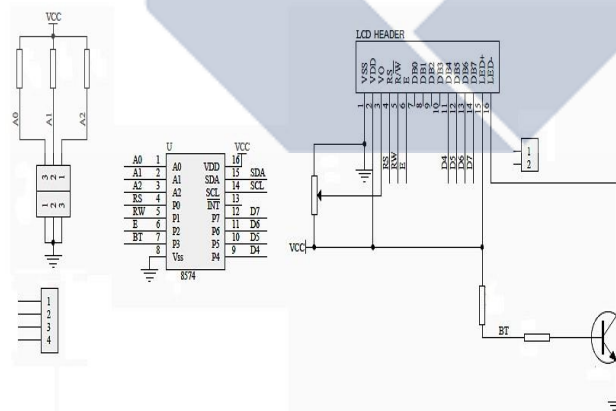 VCC
A0
A1
A2
3 2 1
1 2 3
1
2
3
4
U
VCC
A0 1 A0 VDD 16
A1 2 A1 SDA 15 SDA
A2 3 A2 SCL 14 SCL
RS 4 P0 INT 13
RW 5 P1 P7 12 D7
E 6 P2 P6 11 D6
BT 7 P3 P5 10 D5
8 Vss P4 9 D4
8574
LCD HEADER
VSS
VDD
VO
RS
R/W
E
DB0
DB1
DB2
DB3
DB4
DB5
DB6
DB7
LED+
LED-
1
2
3
4
5
6
7
8
9
10
11
12
13
14
15
16
RS
RW
E
D4
D5
D6
D7
1
2
VCC
BT